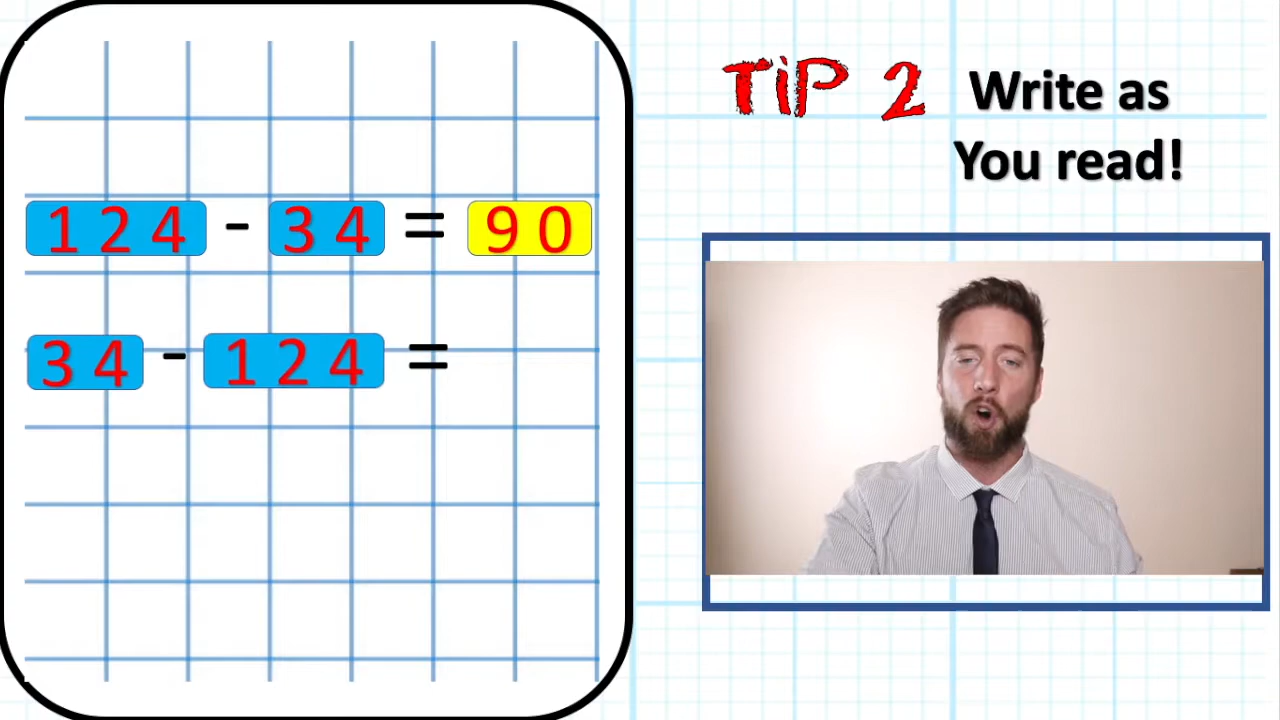 124 - 34 = 90
34 - 124 =
TiP 2 Write as
You read!